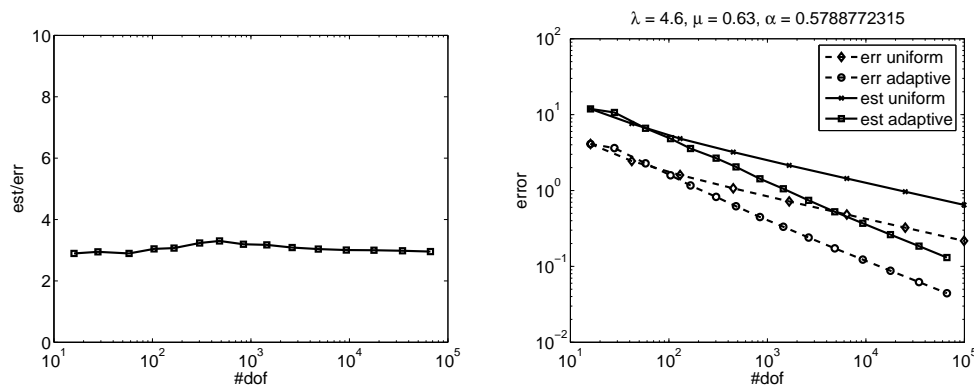 10
8
6
4
2
0
est/err
10^1
10^2
10^3
10^4
10^5
#dof
λ = 4.6, μ = 0.63, α = 0.5788772315
10^2
10^1
10^0
10^−1
10^−2
error
10^1
10^2
10^3
10^4
10^5
#dof
err uniform
err adaptive
est uniform
est adaptive